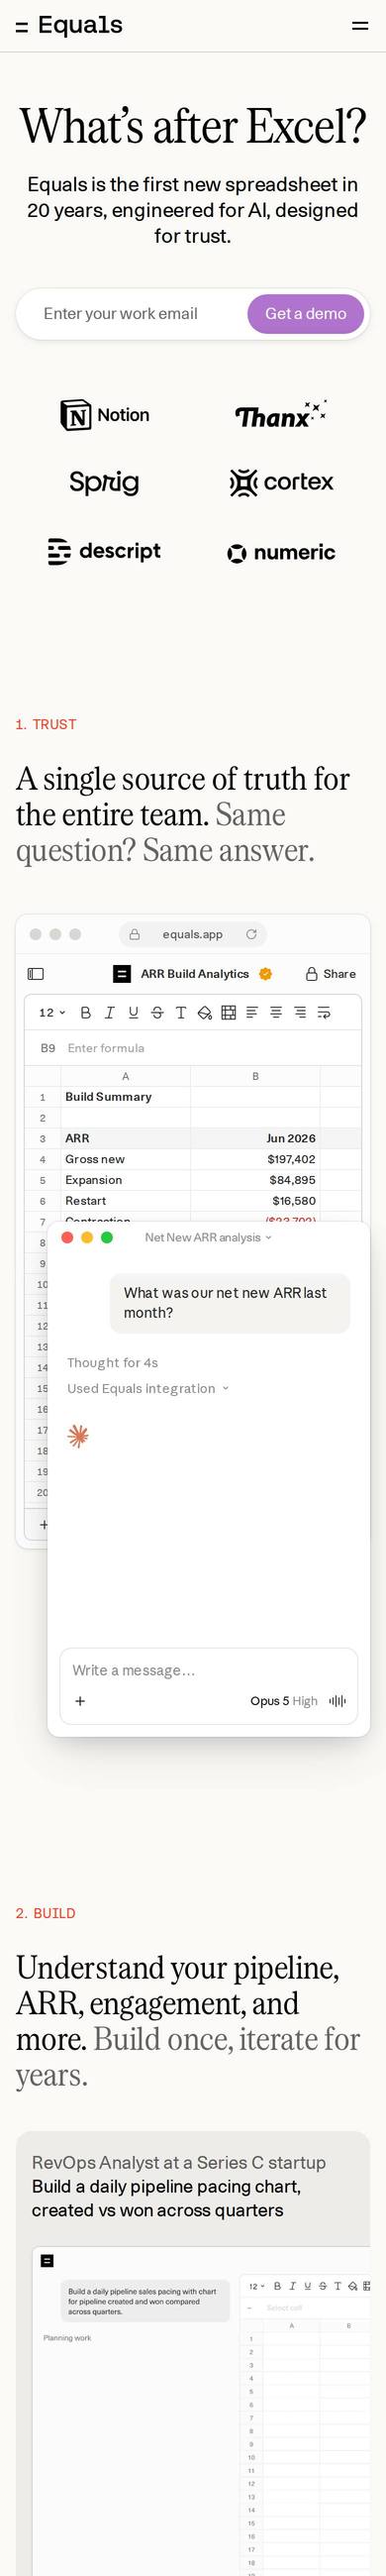 Equals
What's after Excel?
Equals is the first new spreadsheet in
20 years, engineered for AI, designed
for trust.
Enter your work email
Get a demo
Notion
Thanx
Sprig
cortex
descript
numeric
1. TRUST
A single source of truth for
the entire team. Same
question? Same answer.
equals.app
ARR Build Analytics
Share
12 B I U S T
B9 Enter formula
A B
1 Build Summary
2
3 ARR Jun 2026
4 Gross new $197,402
5 Expansion $84,895
6 Restart $16,580
7 Contraction ($23,702)
8
9
10
11
12
13
14
15
16
17
18
19
20
+
Net New ARR analysis
What was our net new ARR last
month?
Thought for 4s
Used Equals integration
Write a message...
+ Opus 5 High
2. BUILD
Understand your pipeline,
ARR, engagement, and
more. Build once, iterate for
years.
RevOps Analyst at a Series C startup
Build a daily pipeline pacing chart,
created vs won across quarters
Build a daily pipeline sales pacing with chart
for pipeline created and won compared
across quarters.
Planning work
12 B I U S T
Select cell
A B
1
2
3
4
5
6
7
8
9
10
11
12
13
14
15
16
17
18